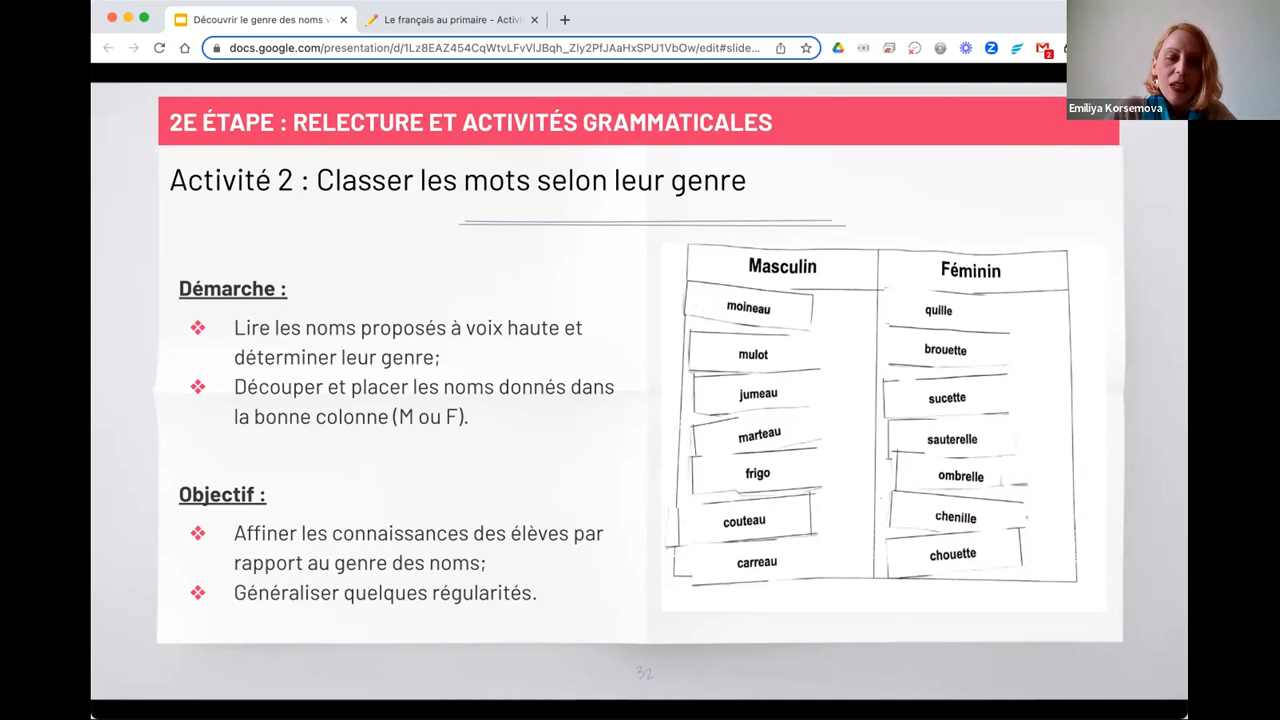 Découvrir le genre des noms
Le français au primaire - Activi
docs.google.com/presentation/d/1Lz8EAZ454CqWtvLFvVlJBqh_Zly2PfJAaHxSPU1VbOw/edit#slide...
2
Emiliya Korsemova
2E ÉTAPE : RELECTURE ET ACTIVITÉS GRAMMATICALES
Activité 2 : Classer les mots selon leur genre
Démarche :
Lire les noms proposés à voix haute et
déterminer leur genre;
Découper et placer les noms donnés dans
la bonne colonne (M ou F).
Objectif :
Affiner les connaissances des élèves par
rapport au genre des noms;
Généraliser quelques régularités.
Masculin
moineau
mulot
jumeau
marteau
frigo
couteau
carreau
Féminin
quille
brouette
sucette
sauterelle
ombrelle
chenille
chouette
32